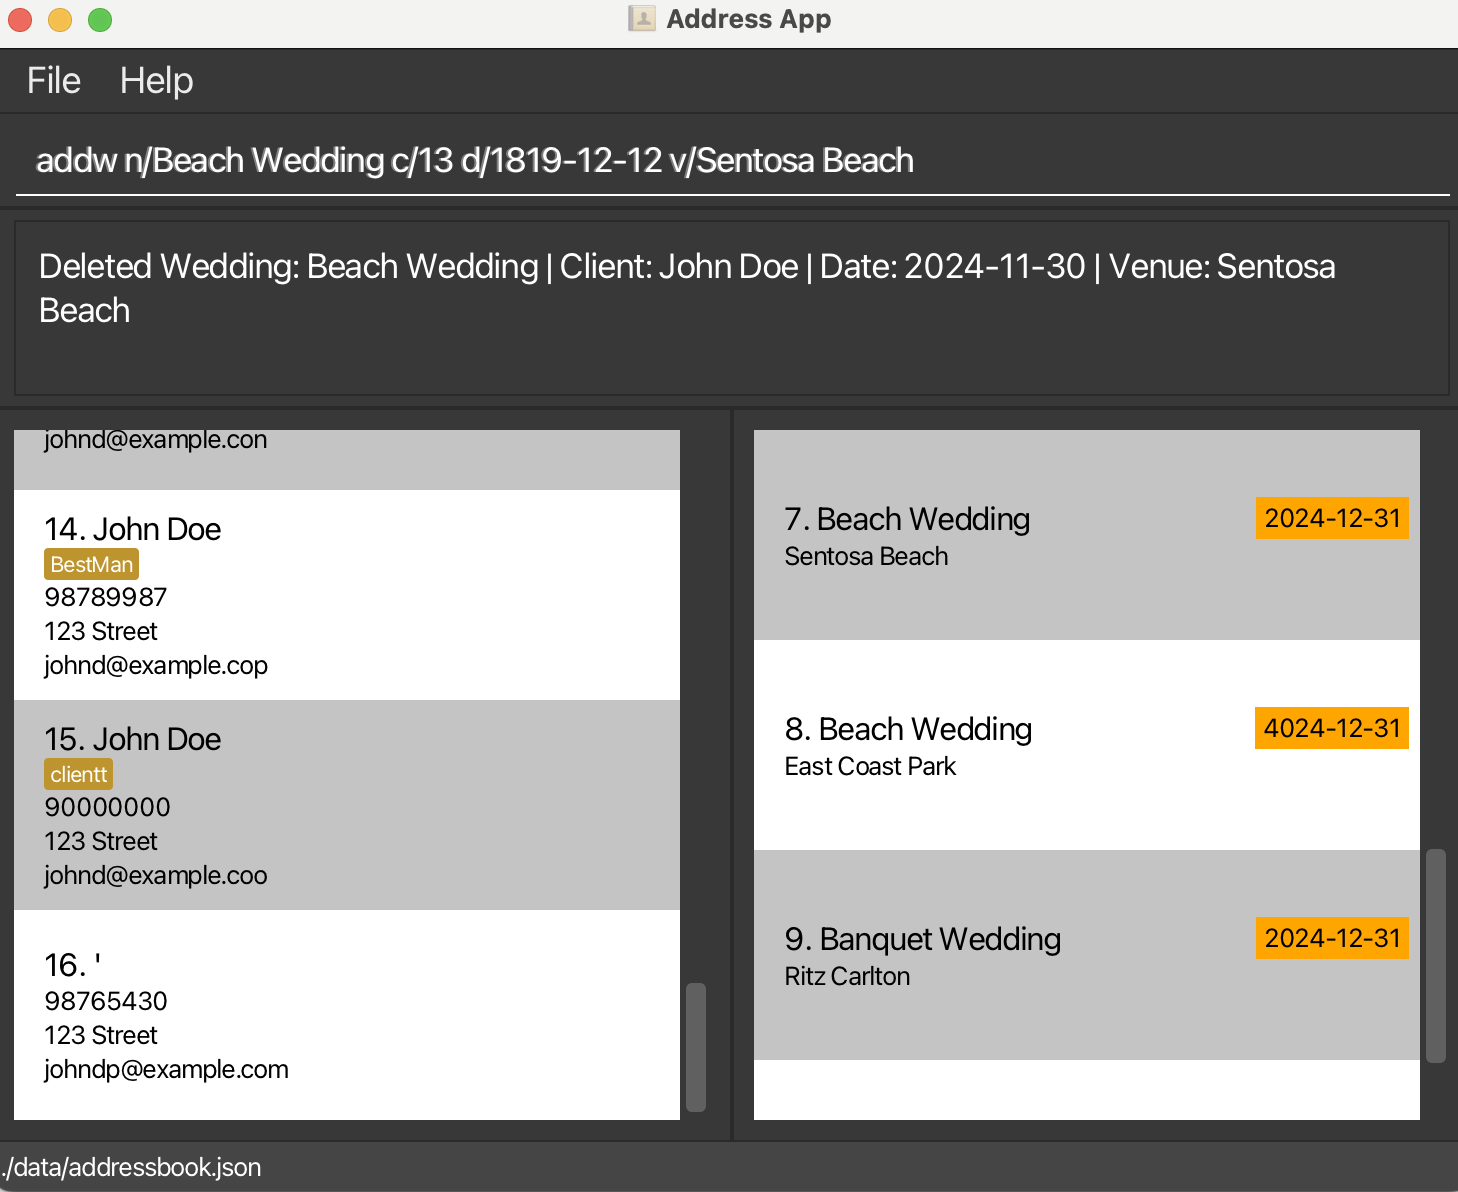 Address App
File Help
addw n/Beach Wedding c/13 d/1819-12-12 v/Sentosa Beach
Deleted Wedding: Beach Wedding | Client: John Doe | Date: 2024-11-30 | Venue: Sentosa
Beach
johnd@example.con
14. John Doe
BestMan
98789987
123 Street
johnd@example.cop
15. John Doe
clientt
90000000
123 Street
johnd@example.coo
16. '
98765430
123 Street
johndp@example.com
7. Beach Wedding 2024-12-31
Sentosa Beach
8. Beach Wedding 4024-12-31
East Coast Park
9. Banquet Wedding 2024-12-31
Ritz Carlton
./data/addressbook.json